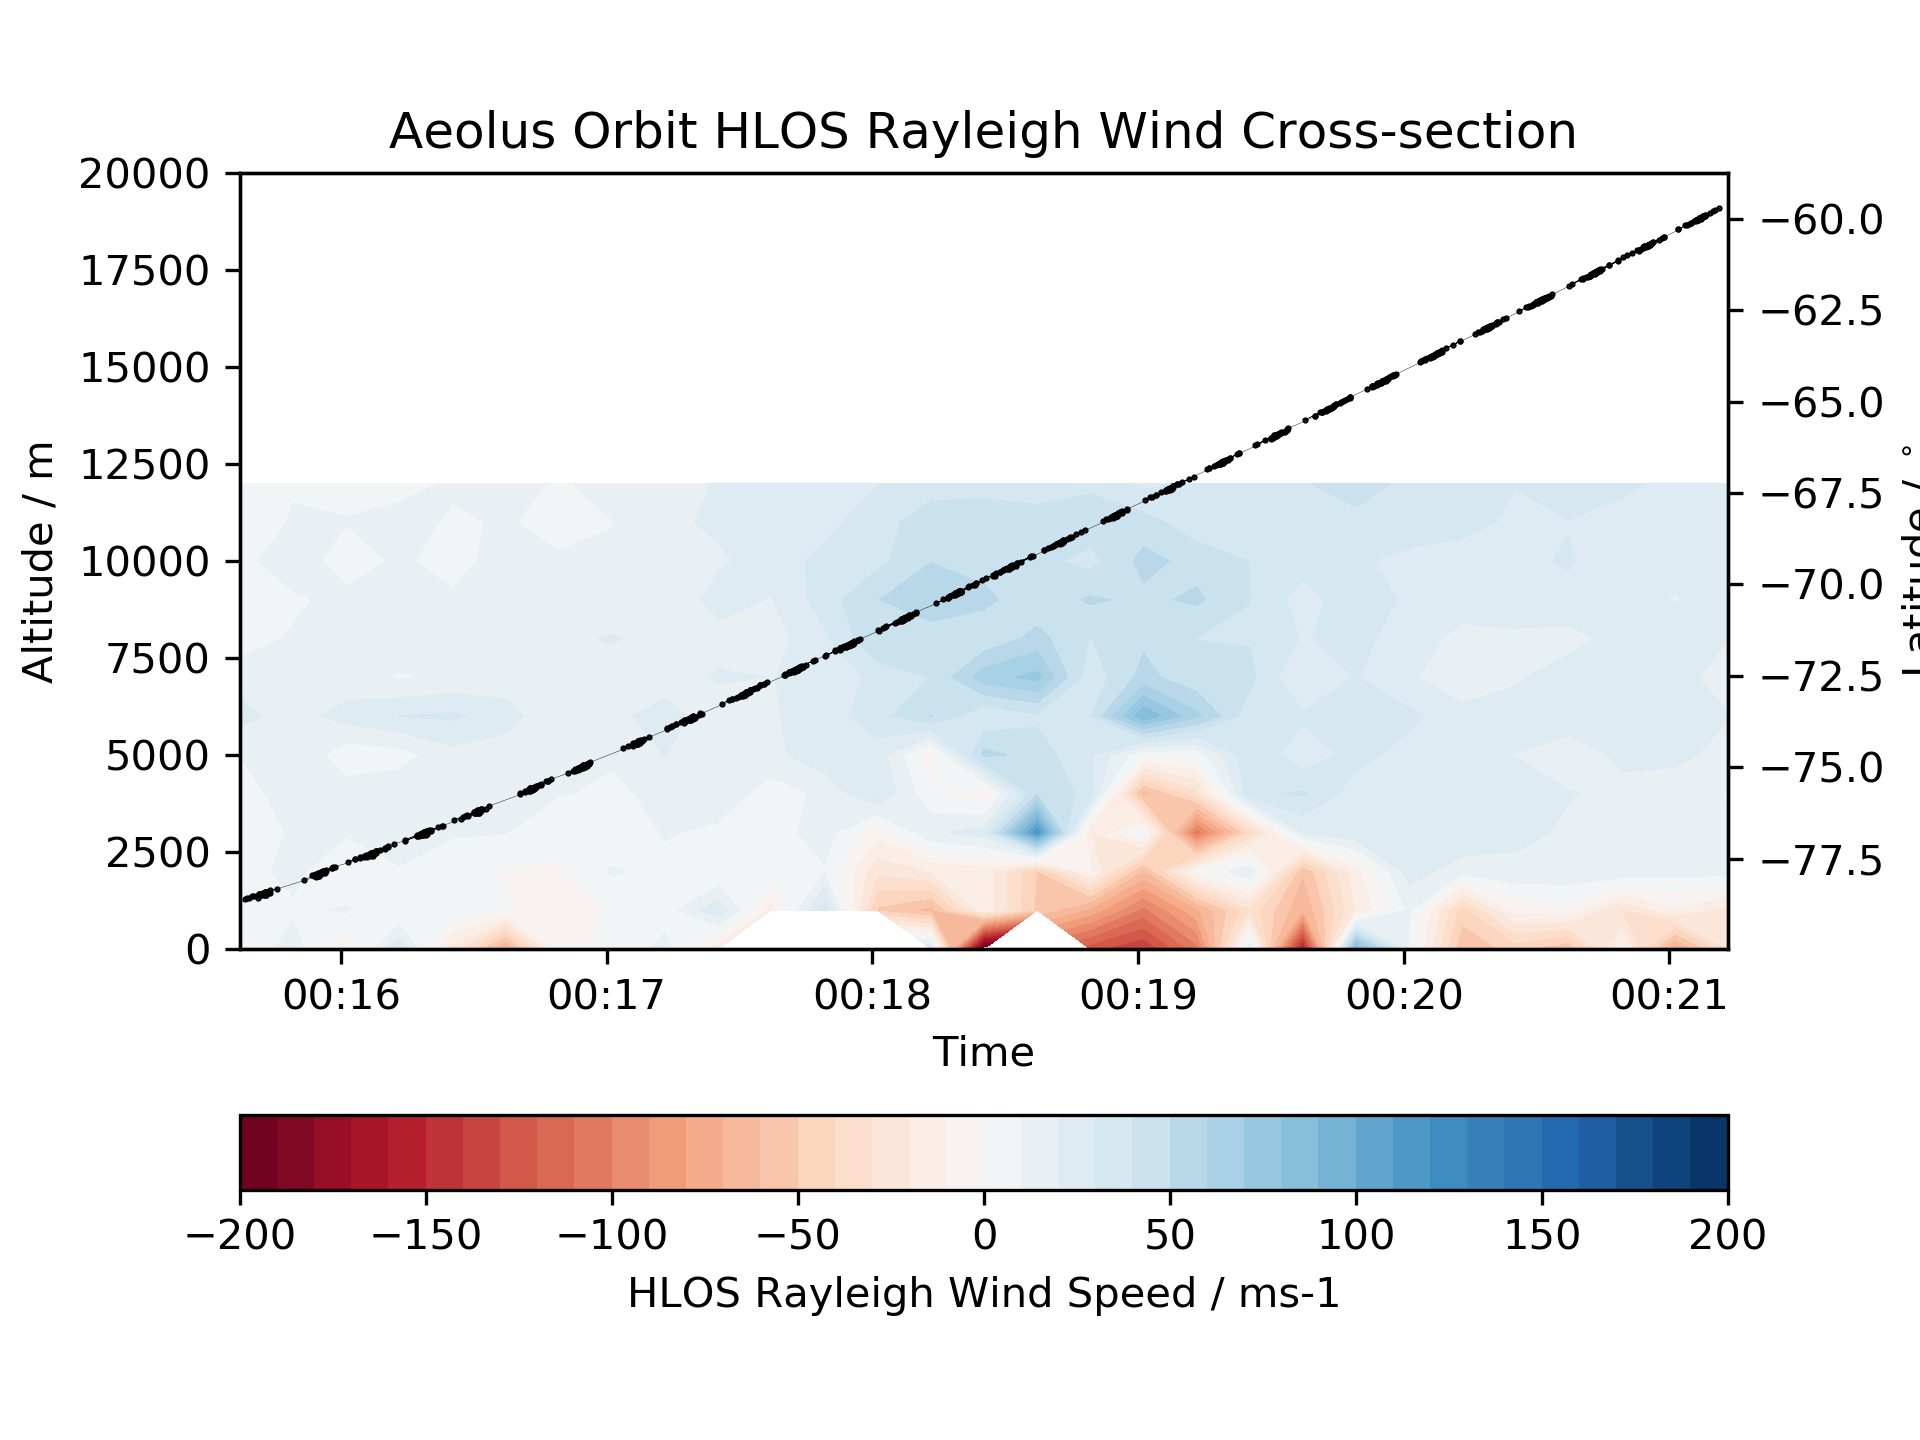 Aeolus Orbit HLOS Rayleigh Wind Cross-section
20000
17500
15000
12500
10000
7500
5000
2500
0
Altitude / m
−60.0
−62.5
−65.0
−67.5
−70.0
−72.5
−75.0
−77.5
Latitude / °
00:16 00:17 00:18 00:19 00:20 00:21
Time
−200 −150 −100 −50 0 50 100 150 200
HLOS Rayleigh Wind Speed / ms-1